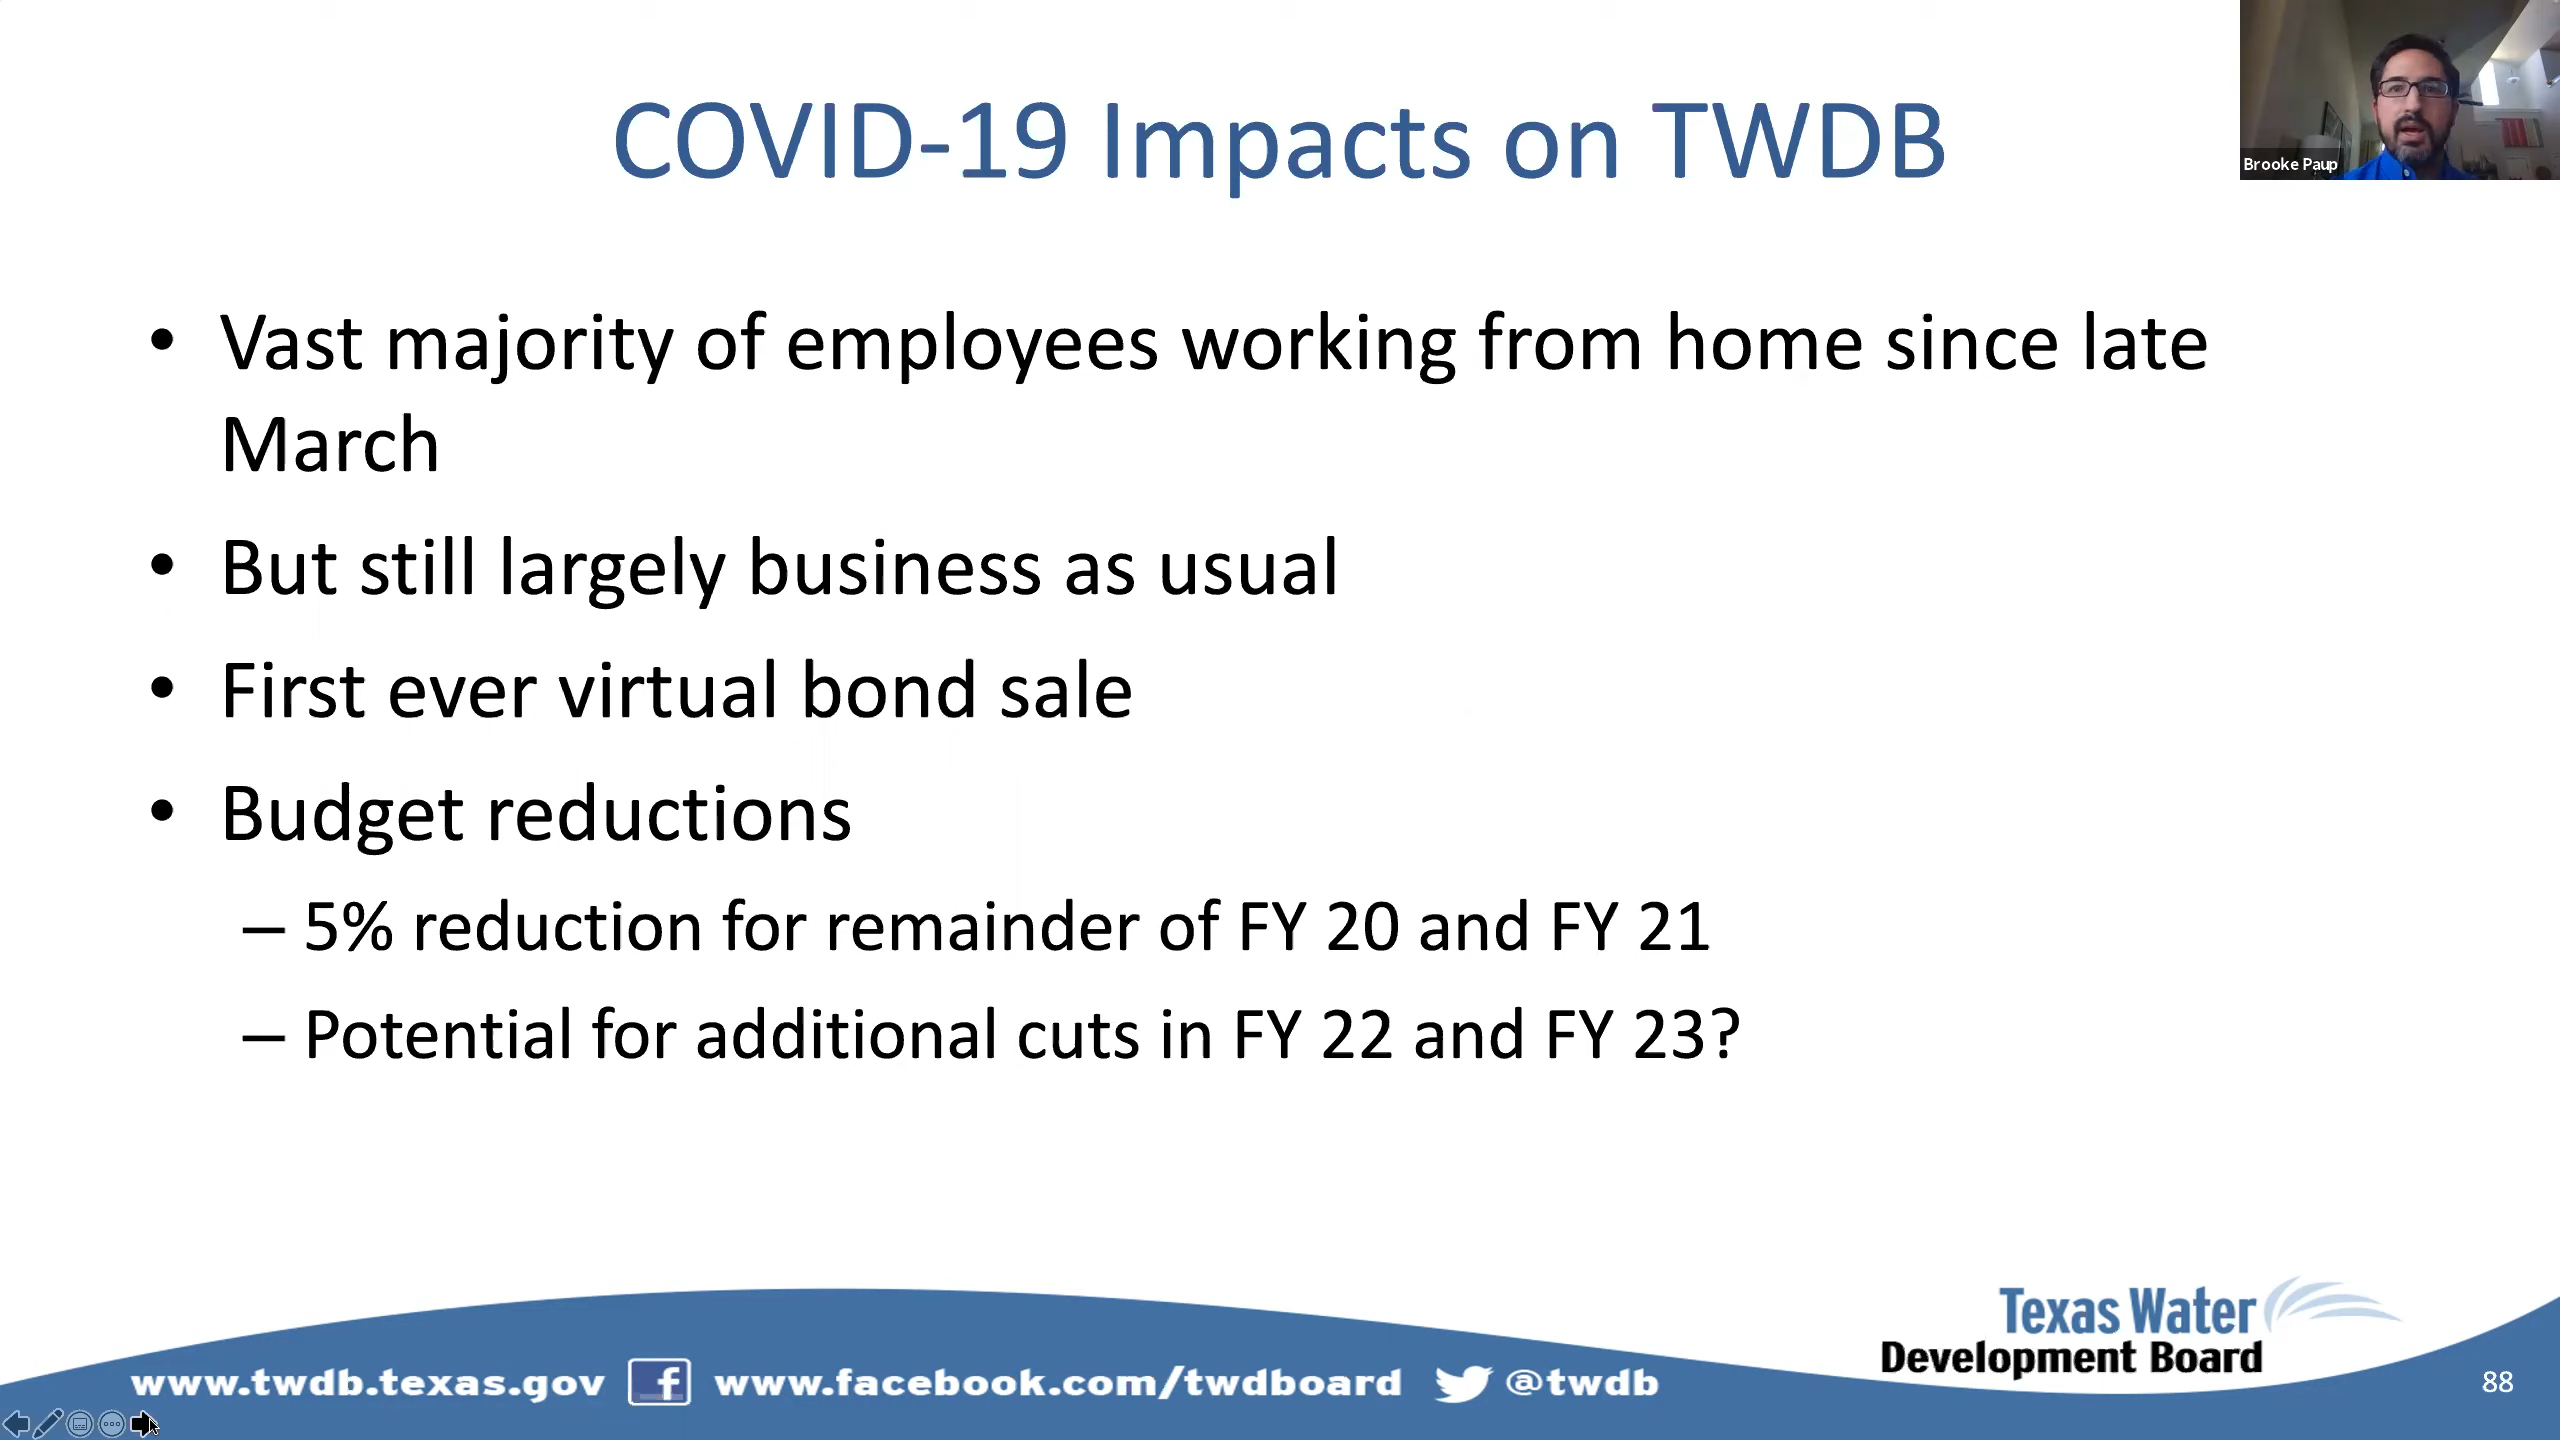 COVID-19 Impacts on TWDB
Brooke Paup
• Vast majority of employees working from home since late
March
• But still largely business as usual
• First ever virtual bond sale
• Budget reductions
– 5% reduction for remainder of FY 20 and FY 21
– Potential for additional cuts in FY 22 and FY 23?
Texas Water
Development Board
www.twdb.texas.gov f www.facebook.com/twdboard @twdb
88